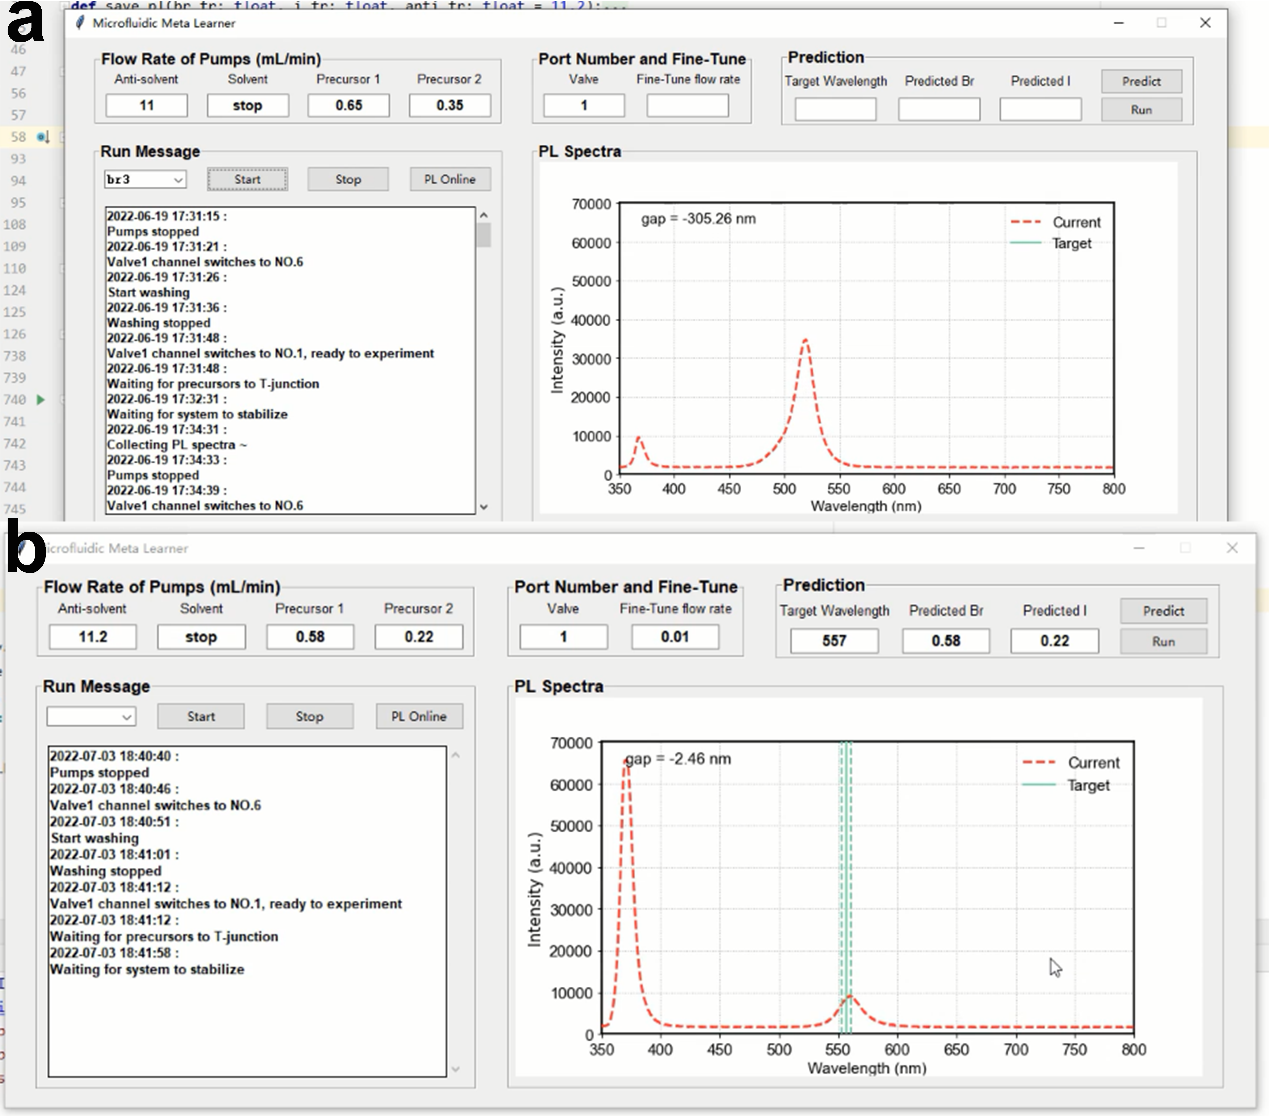 a
def save_pl(br_fr: float, i_fr: float, anti_fr: float = 11.2):...
Microfluidic Meta Learner
46
47
56
57
58
93
94
95
108
109
110
124
125
126
738
739
740
741
742
743
744
745
Flow Rate of Pumps (mL/min)
Anti-solvent Solvent Precursor 1 Precursor 2
11 stop 0.65 0.35
Port Number and Fine-Tune
Valve Fine-Tune flow rate
1
Prediction
Target Wavelength Predicted Br Predicted I Predict
Run
Run Message
br3 Start Stop PL Online
2022-06-19 17:31:15 :
Pumps stopped
2022-06-19 17:31:21 :
Valve1 channel switches to NO.6
2022-06-19 17:31:26 :
Start washing
2022-06-19 17:31:36 :
Washing stopped
2022-06-19 17:31:48 :
Valve1 channel switches to NO.1, ready to experiment
2022-06-19 17:31:48 :
Waiting for precursors to T-junction
2022-06-19 17:32:31 :
Waiting for system to stabilize
2022-06-19 17:34:31 :
Collecting PL spectra ~
2022-06-19 17:34:33 :
Pumps stopped
2022-06-19 17:34:39 :
Valve1 channel switches to NO.6
PL Spectra
gap = -305.26 nm
Current
Target
70000
60000
50000
40000
30000
20000
10000
0
Intensity (a.u.)
350 400 450 500 550 600 650 700 750 800
Wavelength (nm)
b
icrofluidic Meta Learner
Flow Rate of Pumps (mL/min)
Anti-solvent Solvent Precursor 1 Precursor 2
11.2 stop 0.58 0.22
Port Number and Fine-Tune
Valve Fine-Tune flow rate
1 0.01
Prediction
Target Wavelength Predicted Br Predicted I Predict
557 0.58 0.22 Run
Run Message
Start Stop PL Online
2022-07-03 18:40:40 :
Pumps stopped
2022-07-03 18:40:46 :
Valve1 channel switches to NO.6
2022-07-03 18:40:51 :
Start washing
2022-07-03 18:41:01 :
Washing stopped
2022-07-03 18:41:12 :
Valve1 channel switches to NO.1, ready to experiment
2022-07-03 18:41:12 :
Waiting for precursors to T-junction
2022-07-03 18:41:58 :
Waiting for system to stabilize
PL Spectra
gap = -2.46 nm
Current
Target
70000
60000
50000
40000
30000
20000
10000
0
Intensity (a.u.)
350 400 450 500 550 600 650 700 750 800
Wavelength (nm)